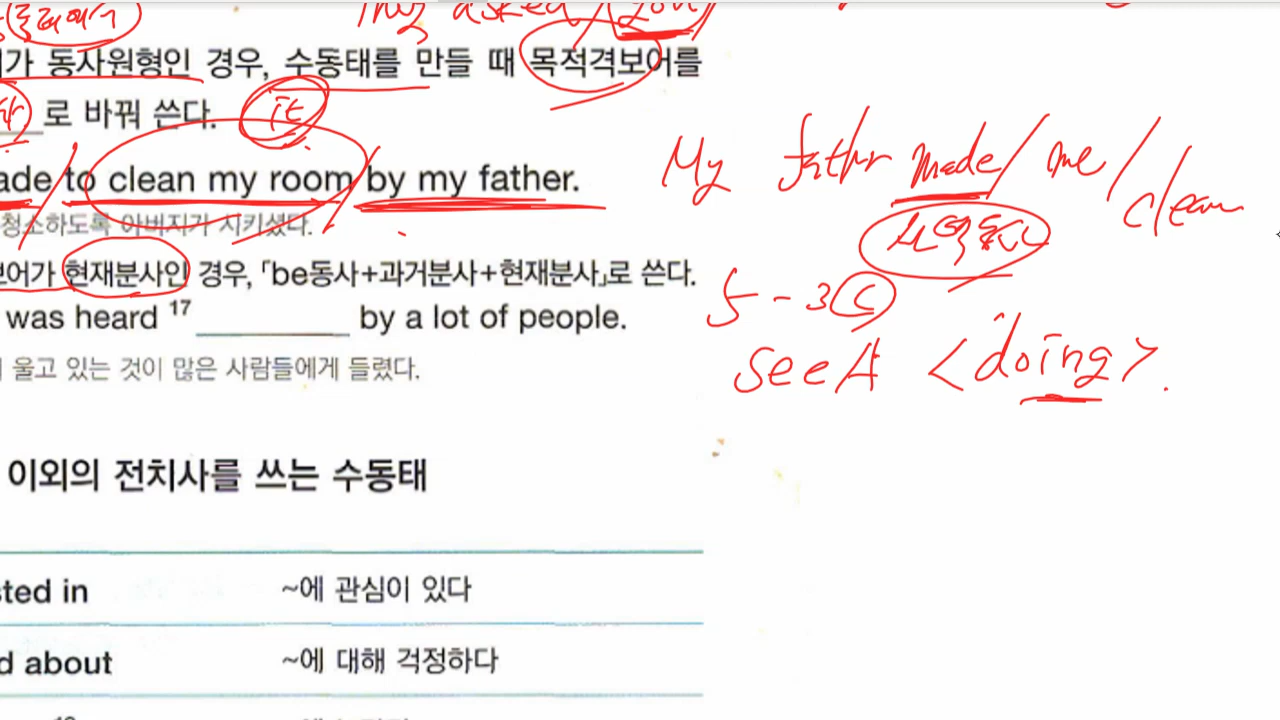 They asked / you
가 동사원형인 경우, 수동태를 만들 때 목적격보어를
로 바꿔 쓴다.
My father made / me / clean
ade to clean my room by my father.
청소하도록 아버지가 시키셨다.
사역동사
보어가 현재분사인 경우, 「be동사+과거분사+현재분사」로 쓴다.
5-3
was heard 17 ________ by a lot of people.
see A <doing>.
울고 있는 것이 많은 사람들에게 들렸다.
이외의 전치사를 쓰는 수동태
sted in ~에 관심이 있다
d about ~에 대해 걱정하다